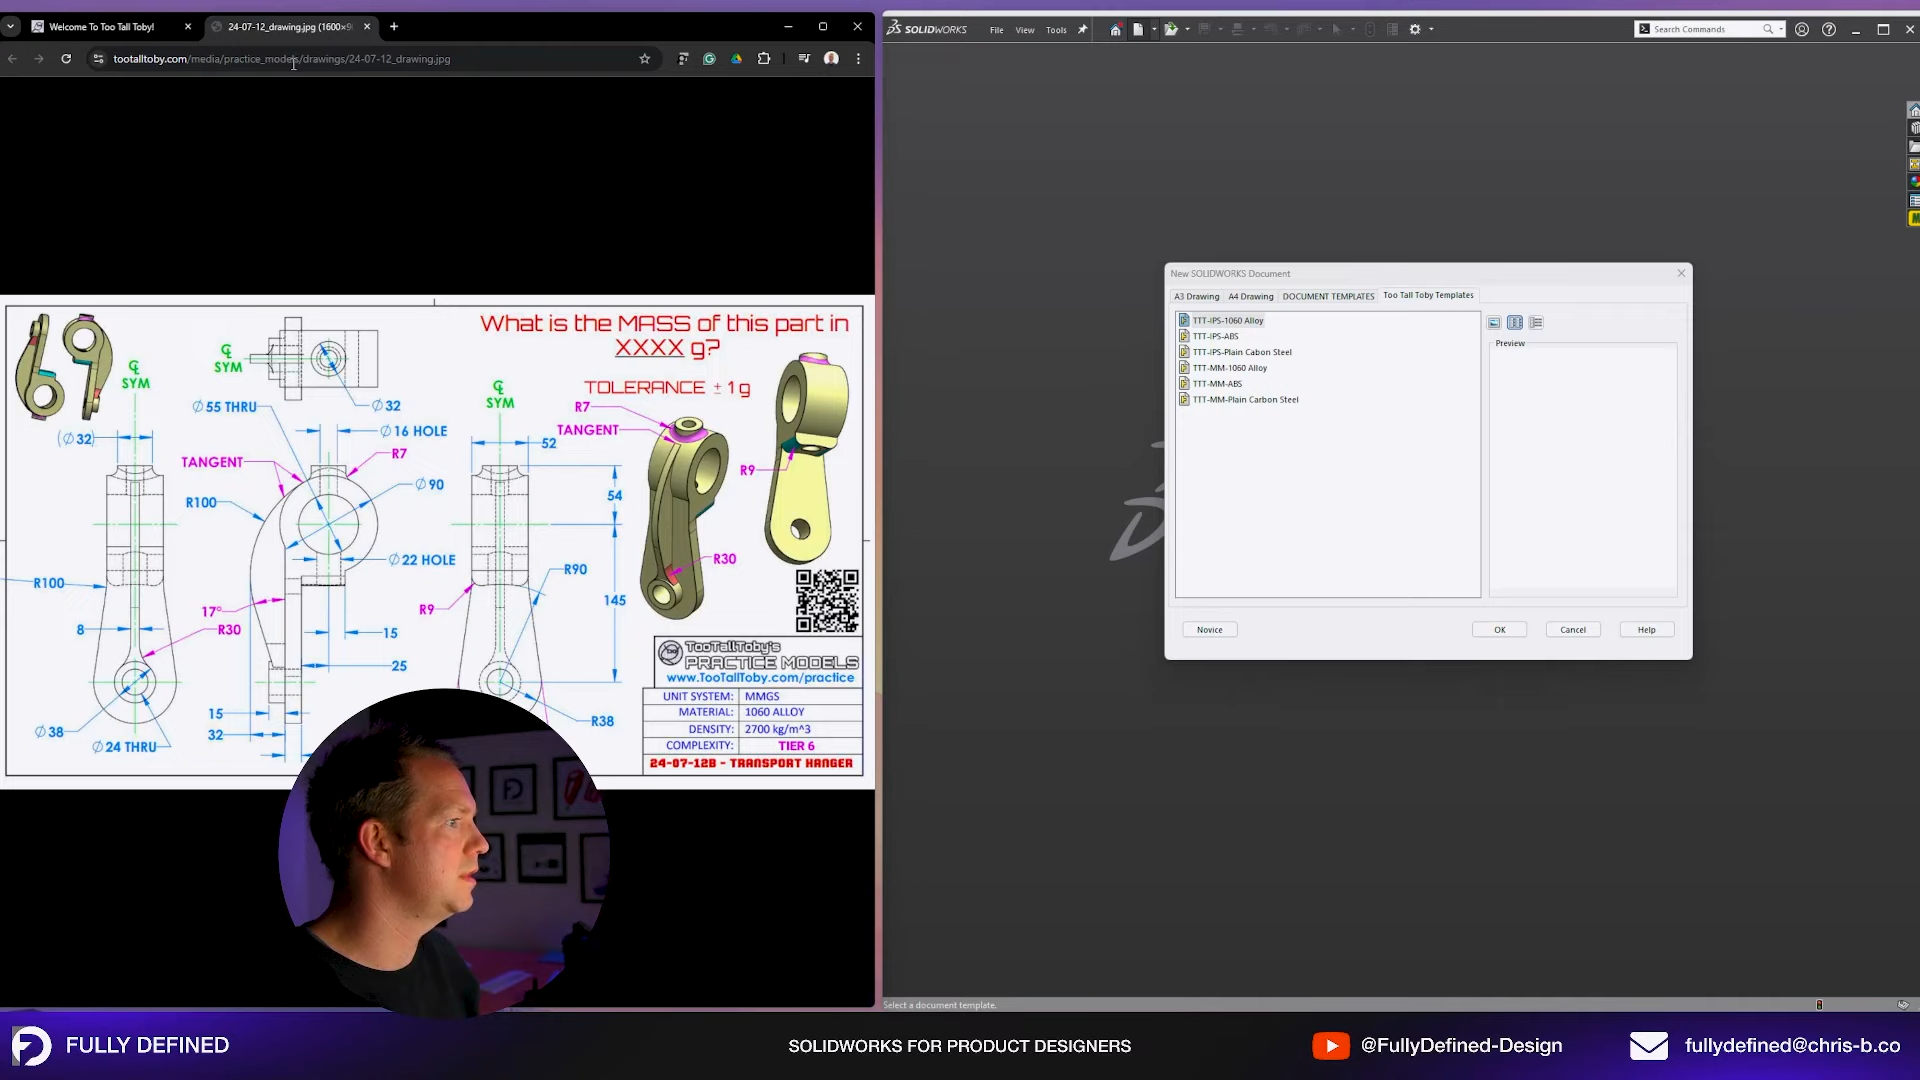 Welcome To Too Tall Toby!
24-07-12_drawing.jpg (1600×9
tootalltoby.com/media/practice_models/drawings/24-07-12_drawing.jpg
SOLIDWORKS
File
View
Tools
Search Commands
What is the MASS of this part in
XXXX g?
TOLERANCE ± 1 g
SYM
SYM
SYM
Ø 55 THRU
Ø 32
(Ø 32)
Ø 16 HOLE
R7
TANGENT
R7
TANGENT
52
R100
Ø 90
54
R9
Ø 22 HOLE
R90
R30
R100
17°
R9
145
8
R30
15
25
15
32
Ø 38
Ø 24 THRU
R38
TooTallToby's
PRACTICE MODELS
www.TooTallToby.com/practice
UNIT SYSTEM: MMGS
MATERIAL: 1060 ALLOY
DENSITY: 2700 kg/m^3
COMPLEXITY: TIER 6
24-07-12B - TRANSPORT HANGER
New SOLIDWORKS Document
A3 Drawing
A4 Drawing
DOCUMENT TEMPLATES
Too Tall Toby Templates
TTT-IPS-1060 Alloy
TTT-IPS-ABS
TTT-IPS-Plain Cabon Steel
TTT-MM-1060 Alloy
TTT-MM-ABS
TTT-MM-Plain Carbon Steel
Preview
Novice
OK
Cancel
Help
Select a document template.
FULLY DEFINED
SOLIDWORKS FOR PRODUCT DESIGNERS
@FullyDefined-Design
fullydefined@chris-b.co